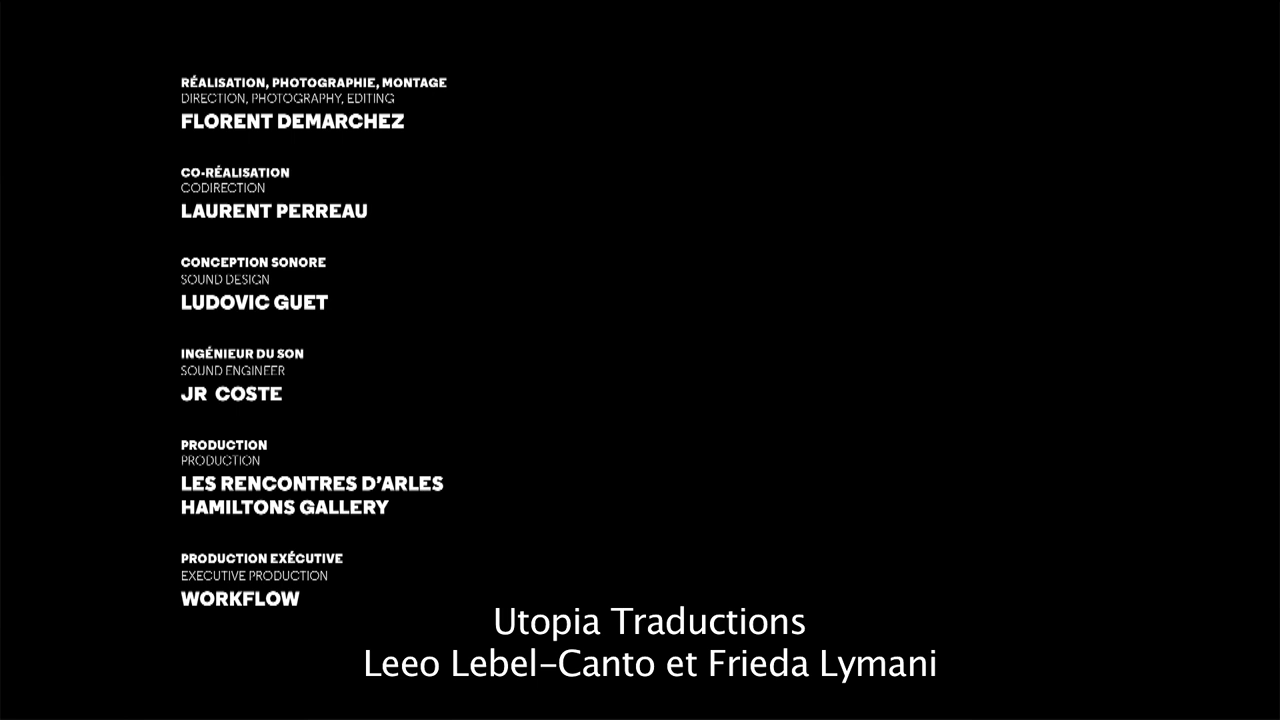 RÉALISATION, PHOTOGRAPHIE, MONTAGE
DIRECTION, PHOTOGRAPHY, EDITING
FLORENT DEMARCHEZ
CO-RÉALISATION
CODIRECTION
LAURENT PERREAU
CONCEPTION SONORE
SOUND DESIGN
LUDOVIC GUET
INGÉNIEUR DU SON
SOUND ENGINEER
JR COSTE
PRODUCTION
PRODUCTION
LES RENCONTRES D'ARLES
HAMILTONS GALLERY
PRODUCTION EXÉCUTIVE
EXECUTIVE PRODUCTION
WORKFLOW
Utopia Traductions
Leeo Lebel-Canto et Frieda Lymani